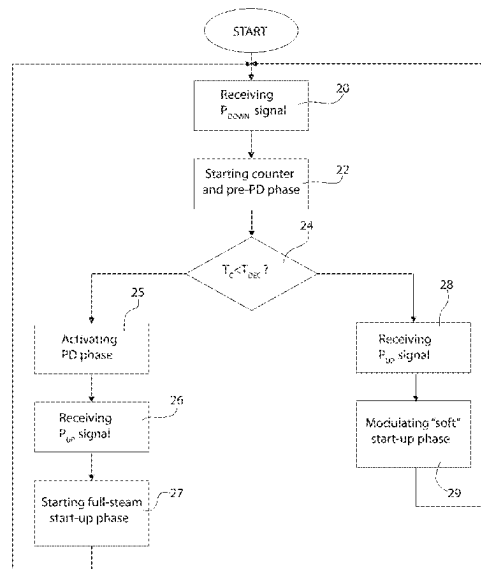 START
Receiving
P_DOWN signal
20
Starting counter
and pre-PD phase
22
T_C<T_DEC?
24
25
Activating
PD phase
28
Receiving
P_UP signal
26
Receiving
P_UP signal
Modulating "soft"
start-up phase
29
Starting full-steam
start-up phase
27